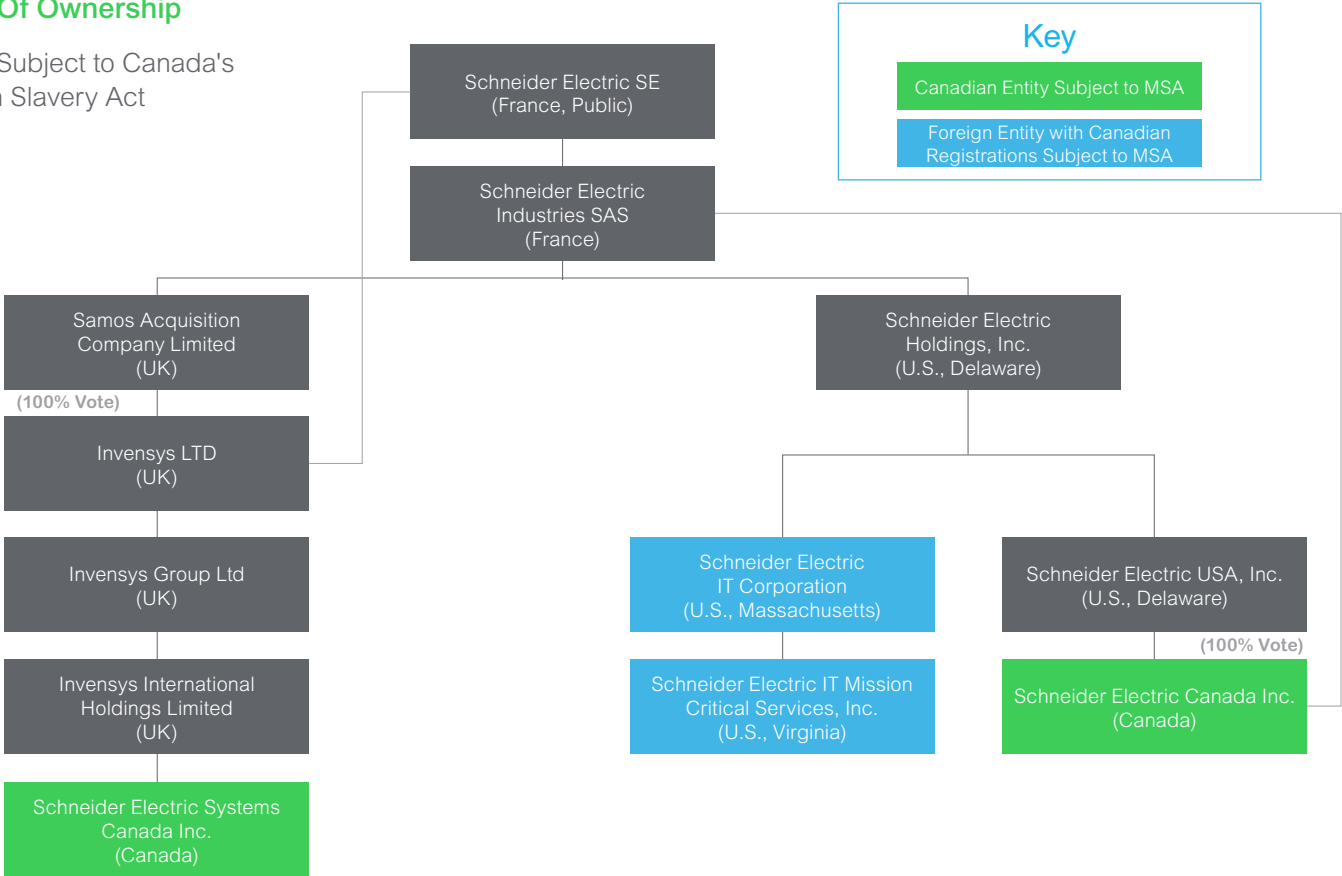 Of Ownership
Subject to Canada's
Slavery Act
Key
Canadian Entity Subject to MSA
Foreign Entity with Canadian
Registrations Subject to MSA
Schneider Electric SE
(France, Public)
Schneider Electric
Industries SAS
(France)
Samos Acquisition
Company Limited
(UK)
(100% Vote)
Invensys LTD
(UK)
Invensys Group Ltd
(UK)
Invensys International
Holdings Limited
(UK)
Schneider Electric Systems
Canada Inc.
(Canada)
Schneider Electric
Holdings, Inc.
(U.S., Delaware)
Schneider Electric
IT Corporation
(U.S., Massachusetts)
Schneider Electric IT Mission
Critical Services, Inc.
(U.S., Virginia)
Schneider Electric USA, Inc.
(U.S., Delaware)
(100% Vote)
Schneider Electric Canada Inc.
(Canada)